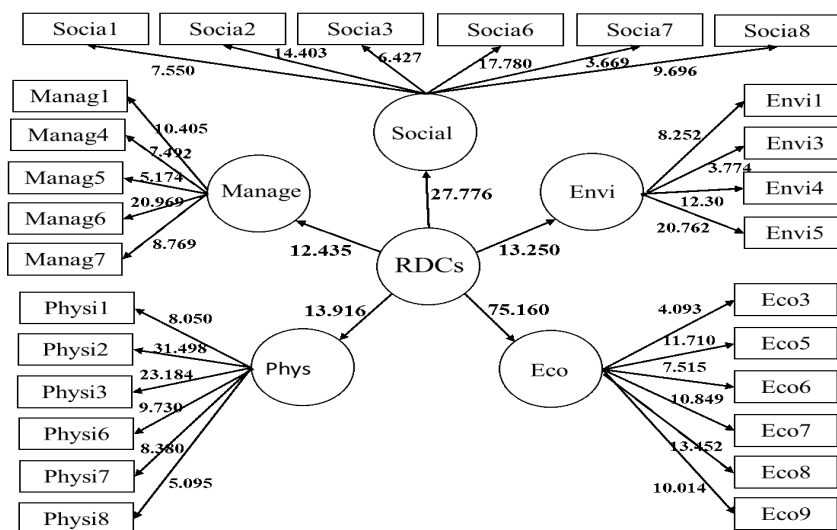 Socia1 Socia2 Socia3 Socia6 Socia7 Socia8
7.550 14.403 6.427 17.780 3.669 9.696
Social
27.776
Manag1
Manag4
Manag5
Manag6
Manag7
10.405
7.492
5.174
20.969
8.769
Manage
12.435
Envi1
Envi3
Envi4
Envi5
8.252
3.774
12.30
20.762
Envi
13.250
RDCs
13.916
75.160
Physi1
Physi2
Physi3
Physi6
Physi7
Physi8
8.050
31.498
23.184
9.730
8.380
5.095
Phys
Eco
4.093
11.710
7.515
10.849
13.452
10.014
Eco3
Eco5
Eco6
Eco7
Eco8
Eco9